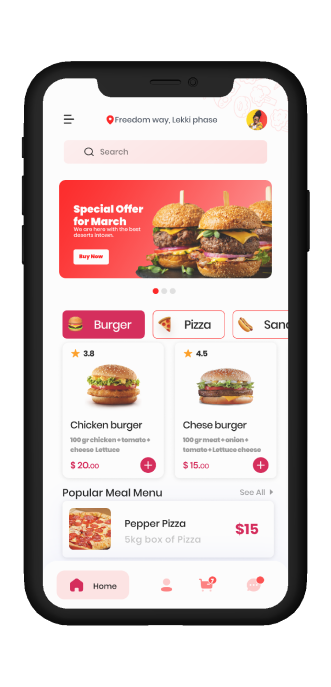 Freedom way, Lekki phase
Search
Special Offer
for March
We are here with the best
deserts intown.
Buy Now
Burger
Pizza
Sand
3.8
4.5
Chicken burger
Chese burger
100 gr chicken + tomato +
cheese Lettuce
100 gr meat + onion +
tomato + Lettuce cheese
$ 20.00
$ 15.00
Popular Meal Menu
See All
Pepper Pizza
5kg box of Pizza
$15
Home
7